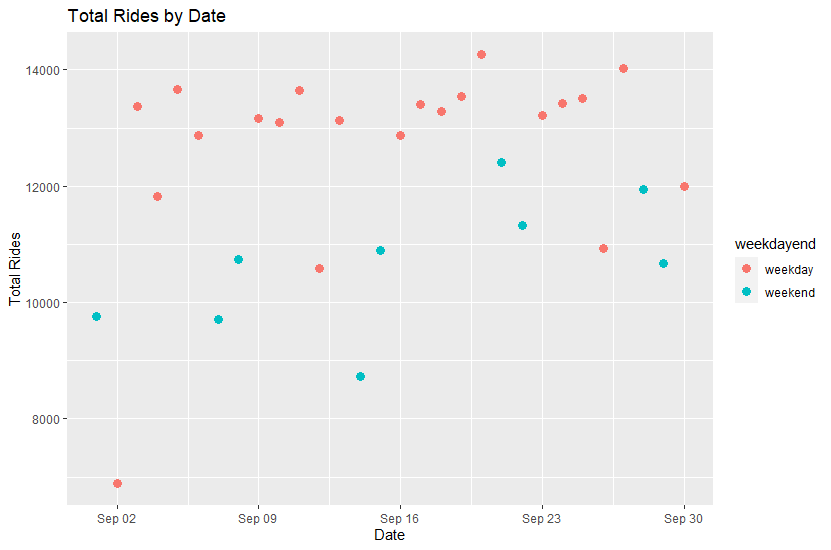 Total Rides by Date
Total Rides
14000
12000
10000
8000
Sep 02 Sep 09 Sep 16 Sep 23 Sep 30
Date
weekdayend
weekday
weekend